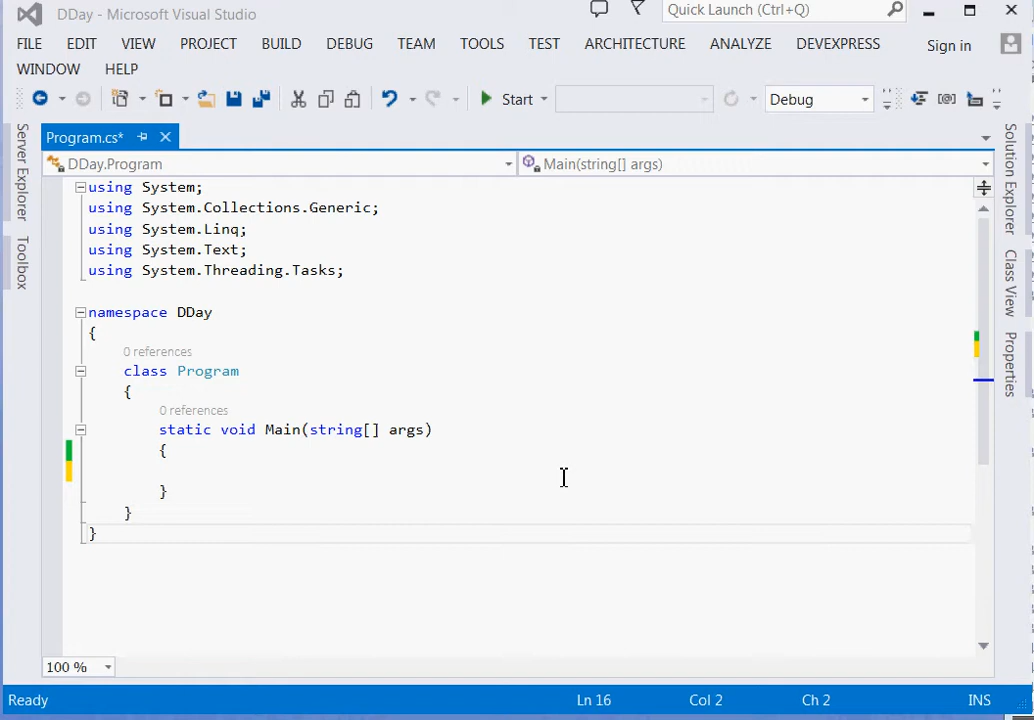 DDay - Microsoft Visual Studio
Quick Launch (Ctrl+Q)
FILE EDIT VIEW PROJECT BUILD DEBUG TEAM TOOLS TEST ARCHITECTURE ANALYZE DEVEXPRESS Sign in
WINDOW HELP
Start Debug
Server Explorer
Toolbox
Program.cs*
DDay.Program Main(string[] args)
using System;
using System.Collections.Generic;
using System.Linq;
using System.Text;
using System.Threading.Tasks;
namespace DDay
{
0 references
class Program
{
0 references
static void Main(string[] args)
{
}
}
}
Solution Explorer
Class View
Properties
100 %
Ready Ln 16 Col 2 Ch 2 INS